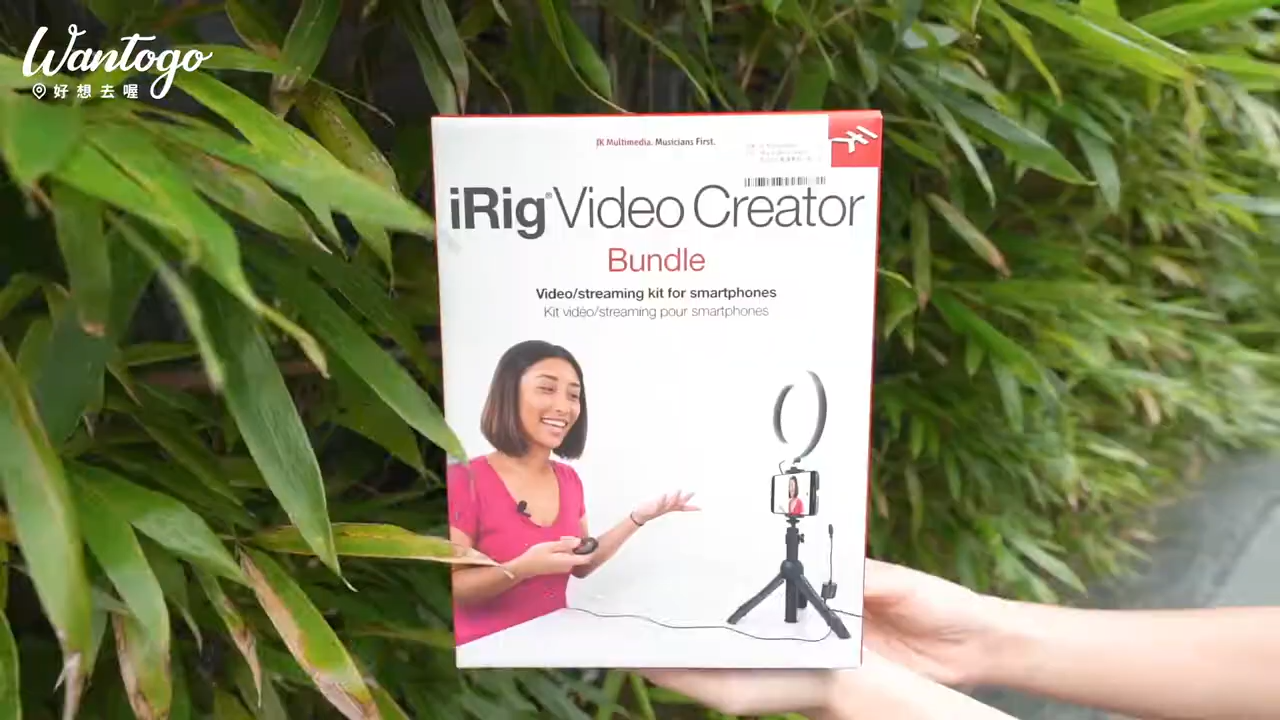 Wantogo
好想去喔
IK Multimedia. Musicians First.
iRig® Video Creator
Bundle
Video/streaming kit for smartphones
Kit vidéo/streaming pour smartphones